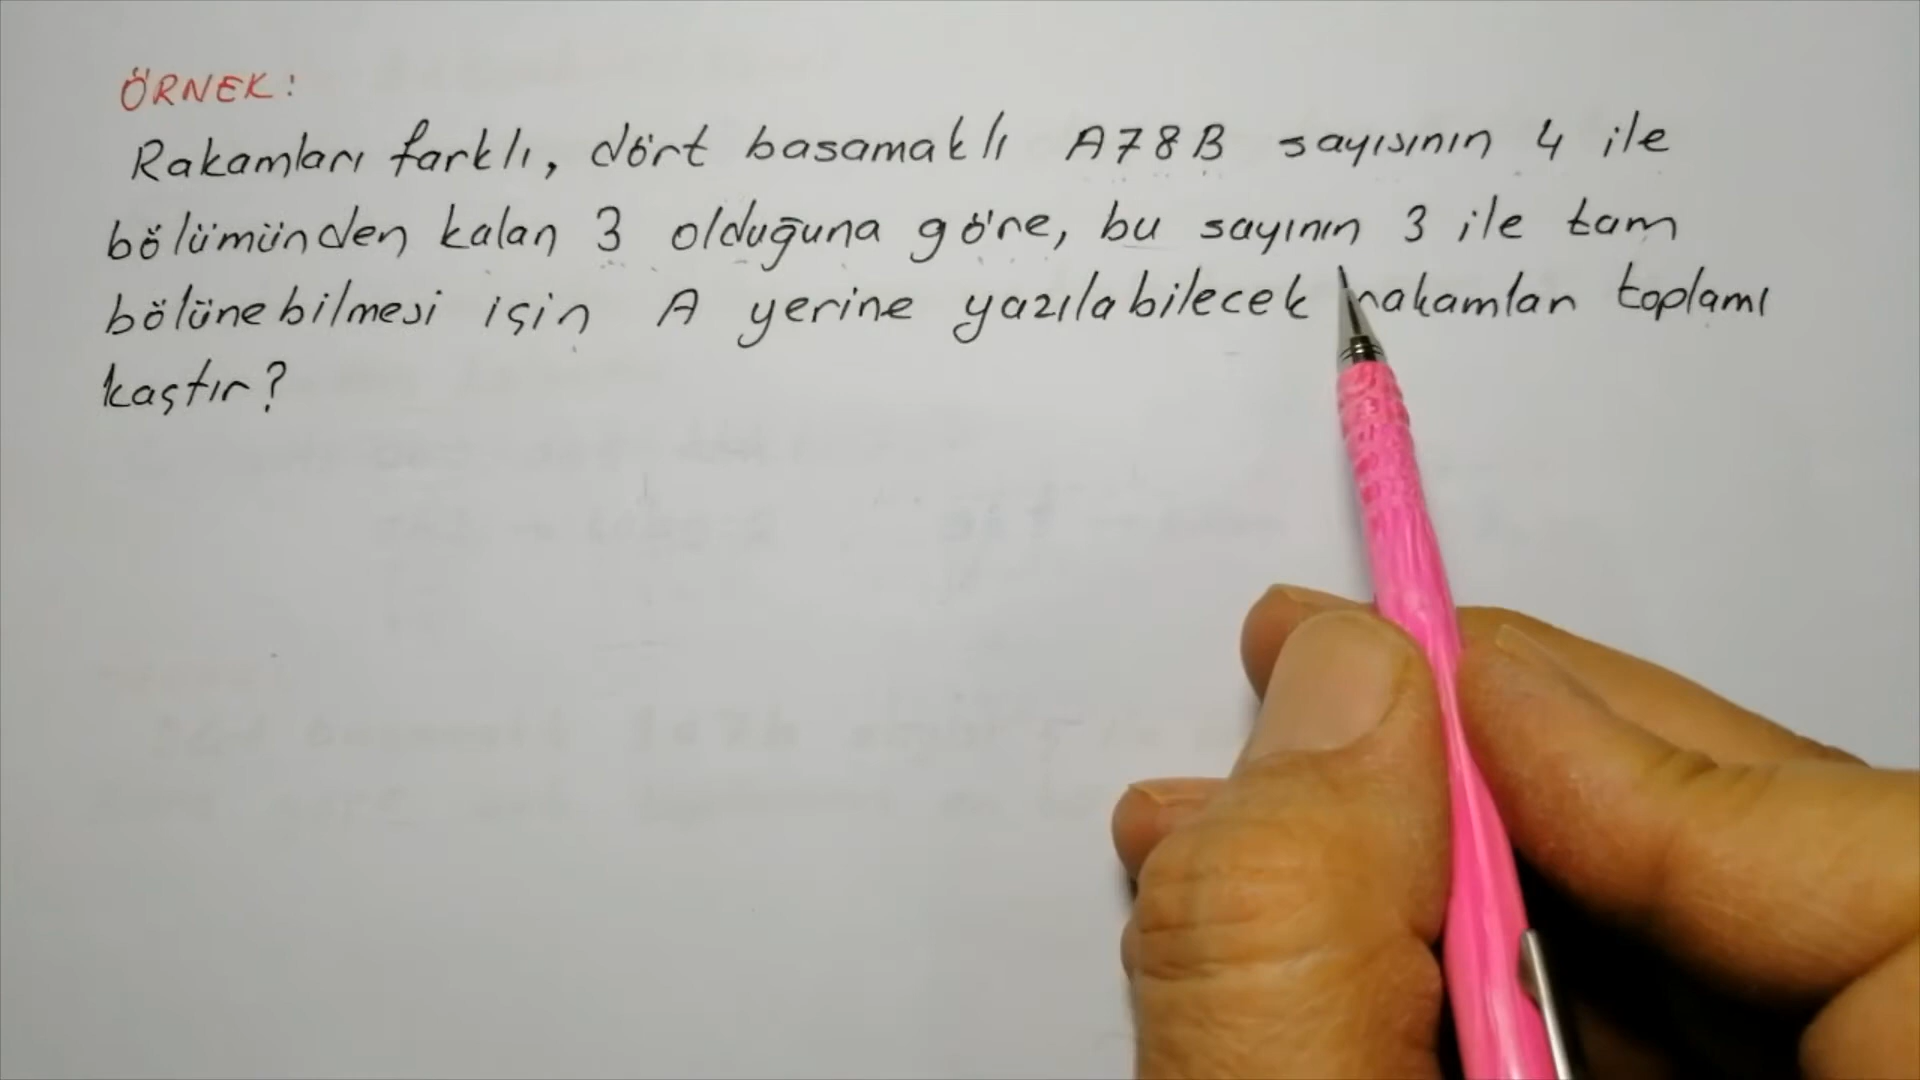 ÖRNEK:
Rakamları farklı, dört basamaklı A78B sayısının 4 ile
bölümünden kalan 3 olduğuna göre, bu sayının 3 ile tam
bölünebilmesi için A yerine yazılabilecek rakamlar toplamı
kaçtır?